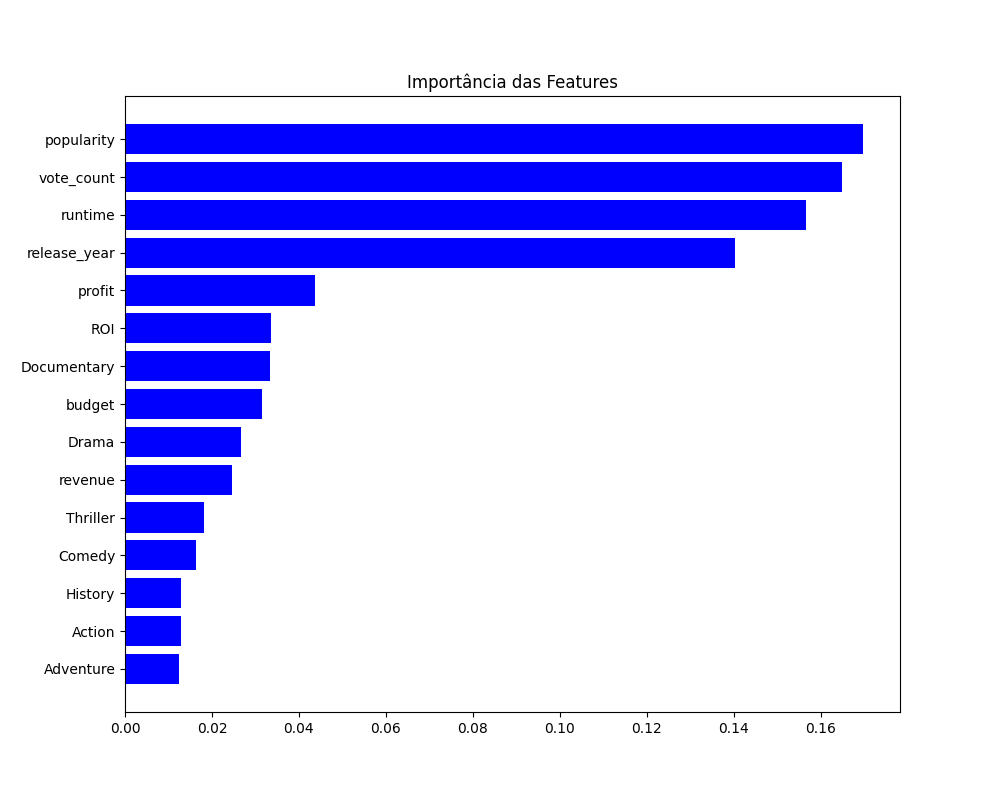 Importância das Features
popularity
vote_count
runtime
release_year
profit
ROI
Documentary
budget
Drama
revenue
Thriller
Comedy
History
Action
Adventure
0.00 0.02 0.04 0.06 0.08 0.10 0.12 0.14 0.16